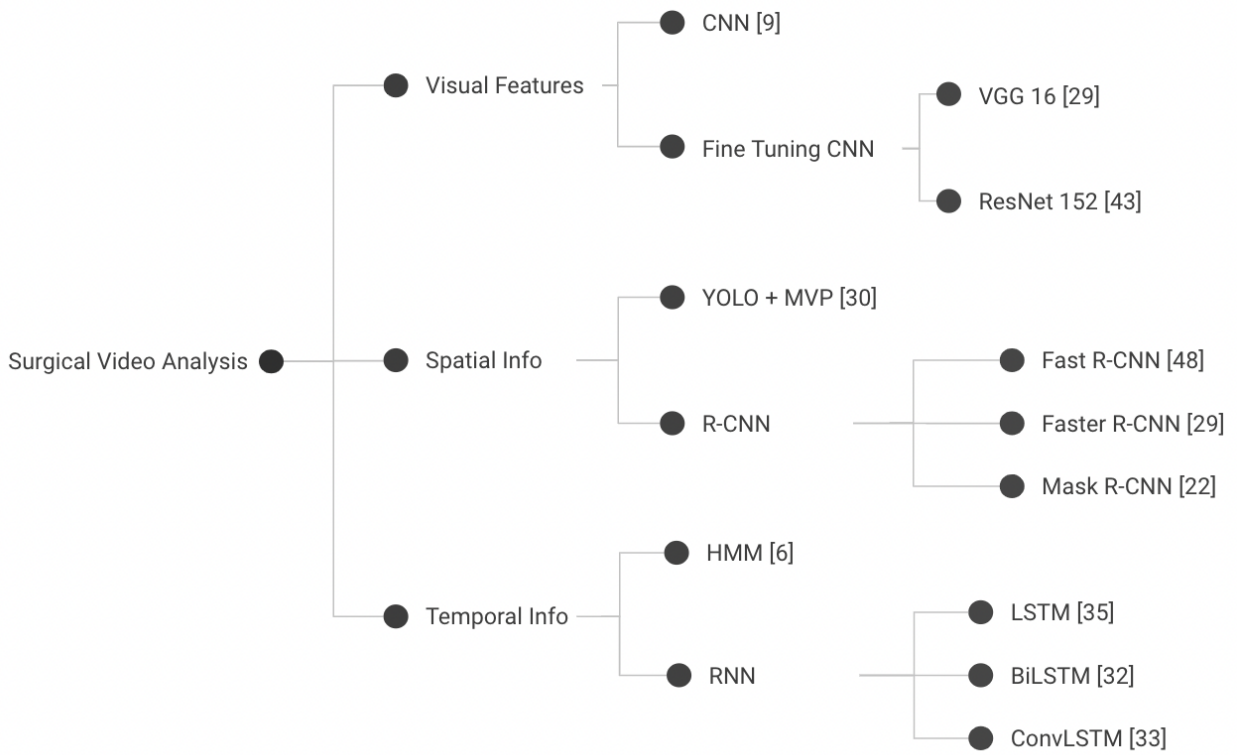 CNN [9]
Visual Features
VGG 16 [29]
Fine Tuning CNN
ResNet 152 [43]
YOLO + MVP [30]
Surgical Video Analysis
Spatial Info
Fast R-CNN [48]
R-CNN
Faster R-CNN [29]
Mask R-CNN [22]
HMM [6]
Temporal Info
LSTM [35]
RNN
BiLSTM [32]
ConvLSTM [33]